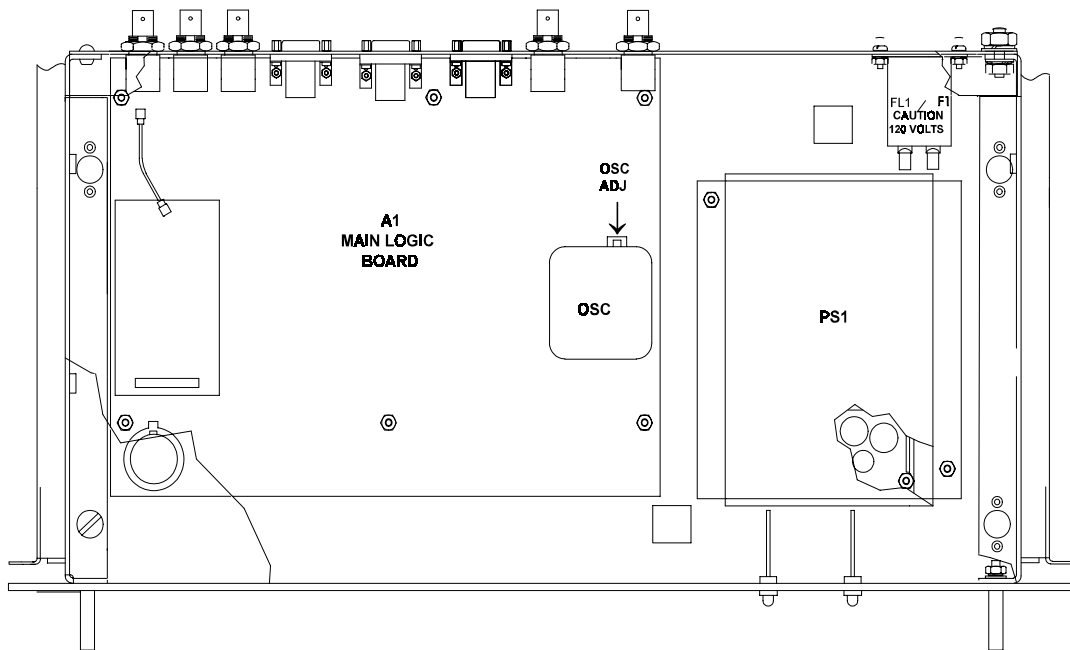 FL1 F1
CAUTION
120 VOLTS
OSC
ADJ
A1
MAIN LOGIC
BOARD
OSC
PS1